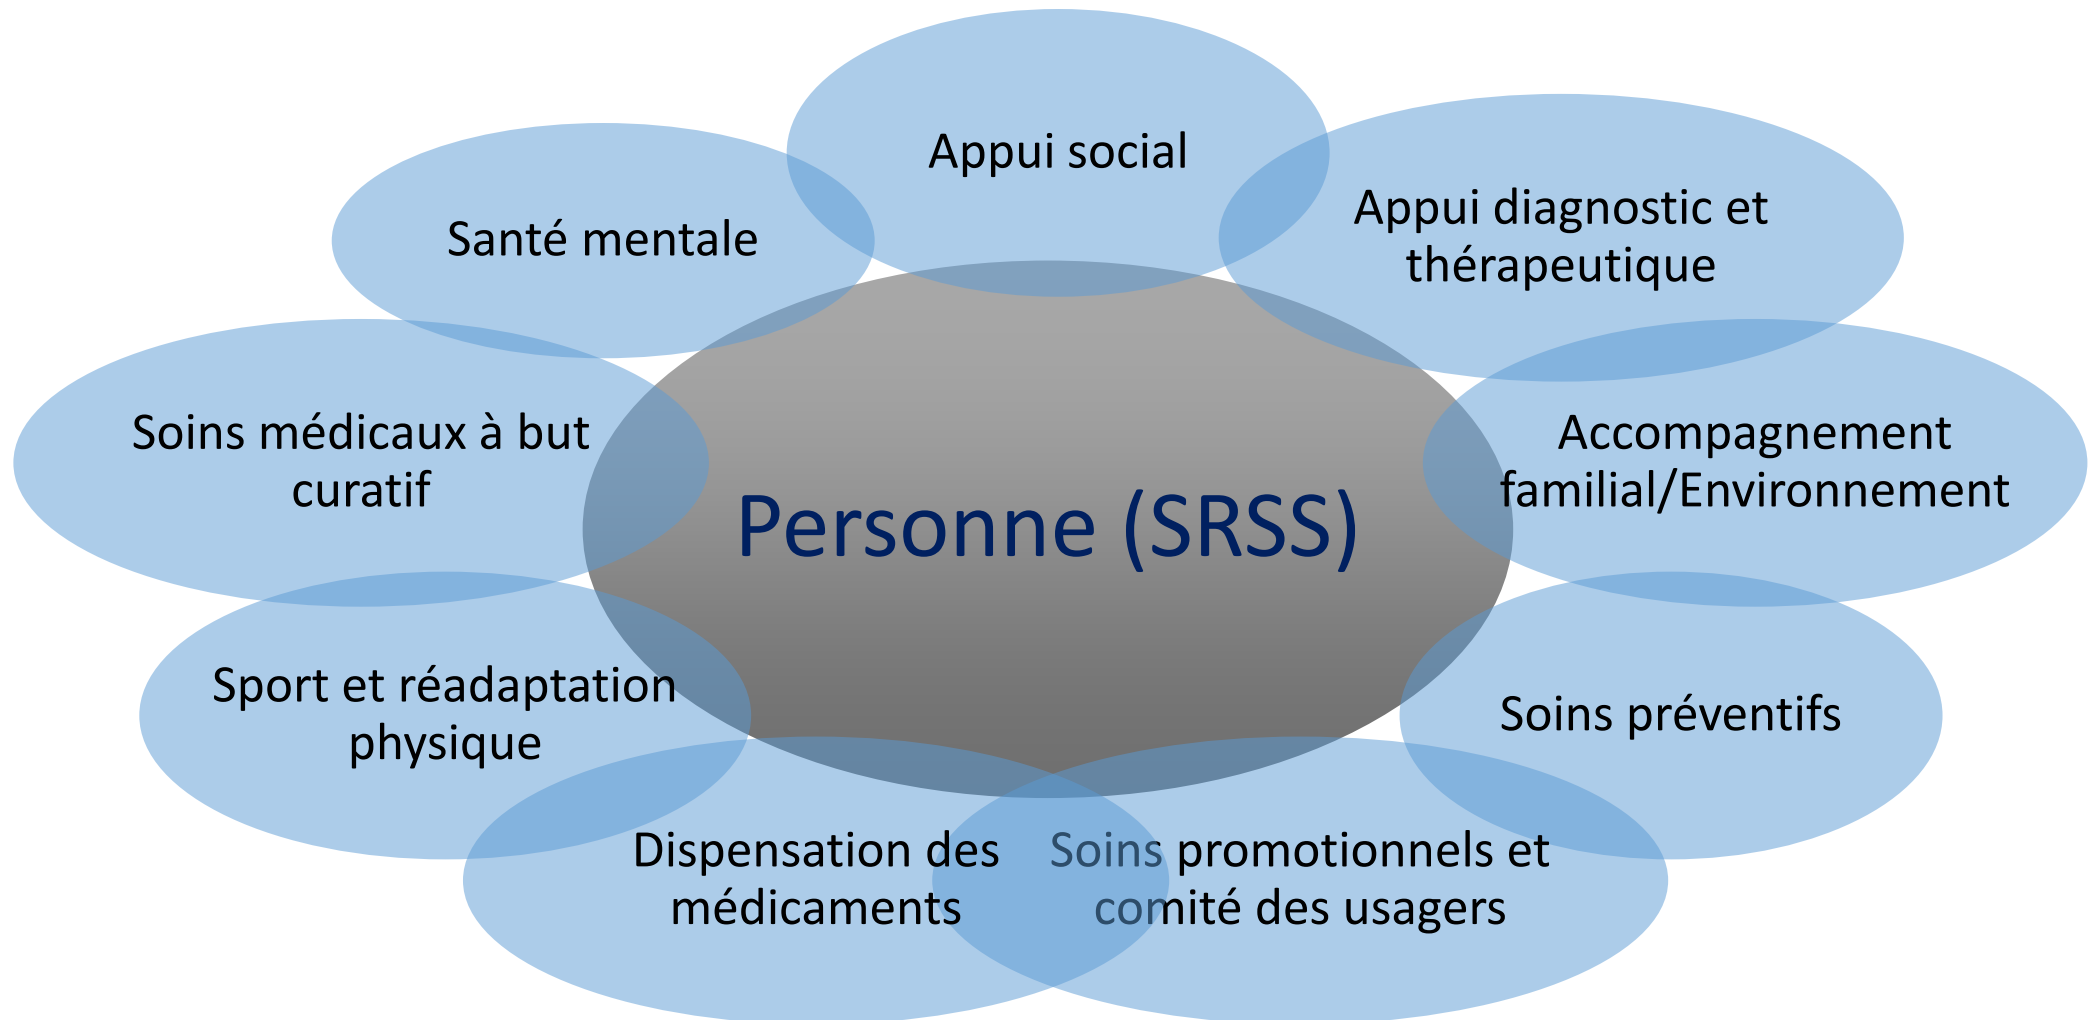 Appui social
Appui diagnostic et
thérapeutique
Santé mentale
Accompagnement
familial/Environnement
Soins médicaux à but
curatif
Personne (SRSS)
Soins préventifs
Sport et réadaptation
physique
Dispensation des
médicaments
Soins promotionnels et
comité des usagers